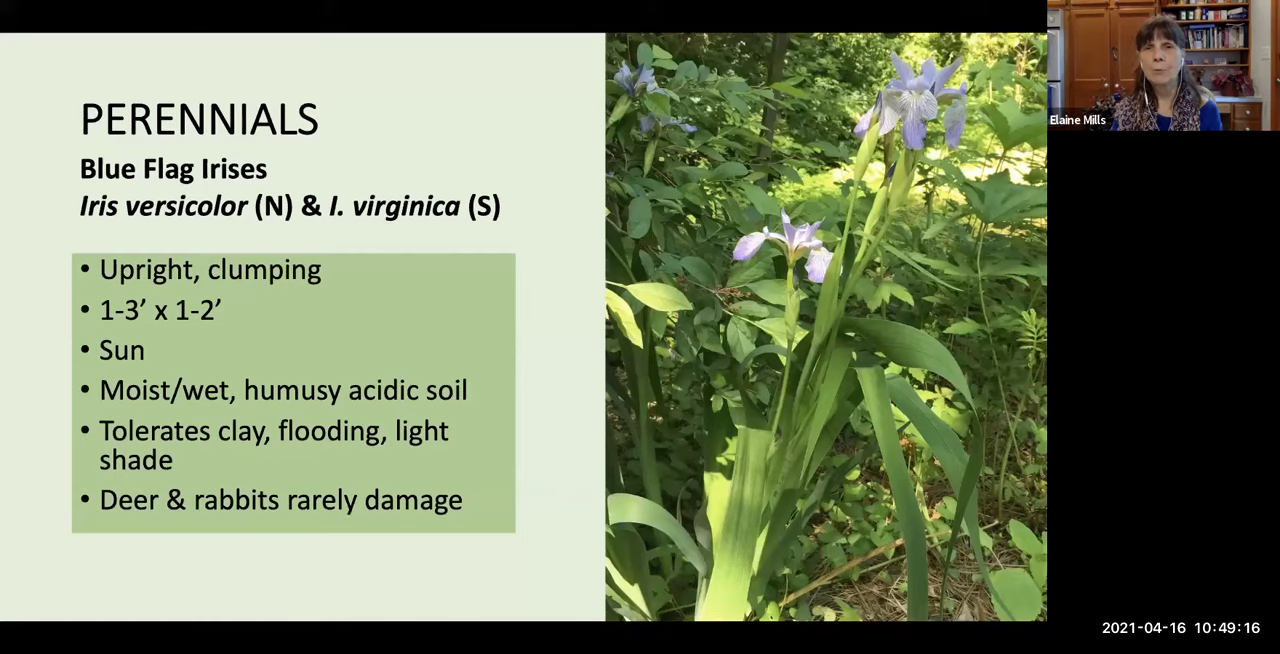 PERENNIALS
Blue Flag Irises
Iris versicolor (N) & I. virginica (S)
• Upright, clumping
• 1-3’ x 1-2’
• Sun
• Moist/wet, humusy acidic soil
• Tolerates clay, flooding, light
shade
• Deer & rabbits rarely damage
Elaine Mills
2021-04-16 10:49:16